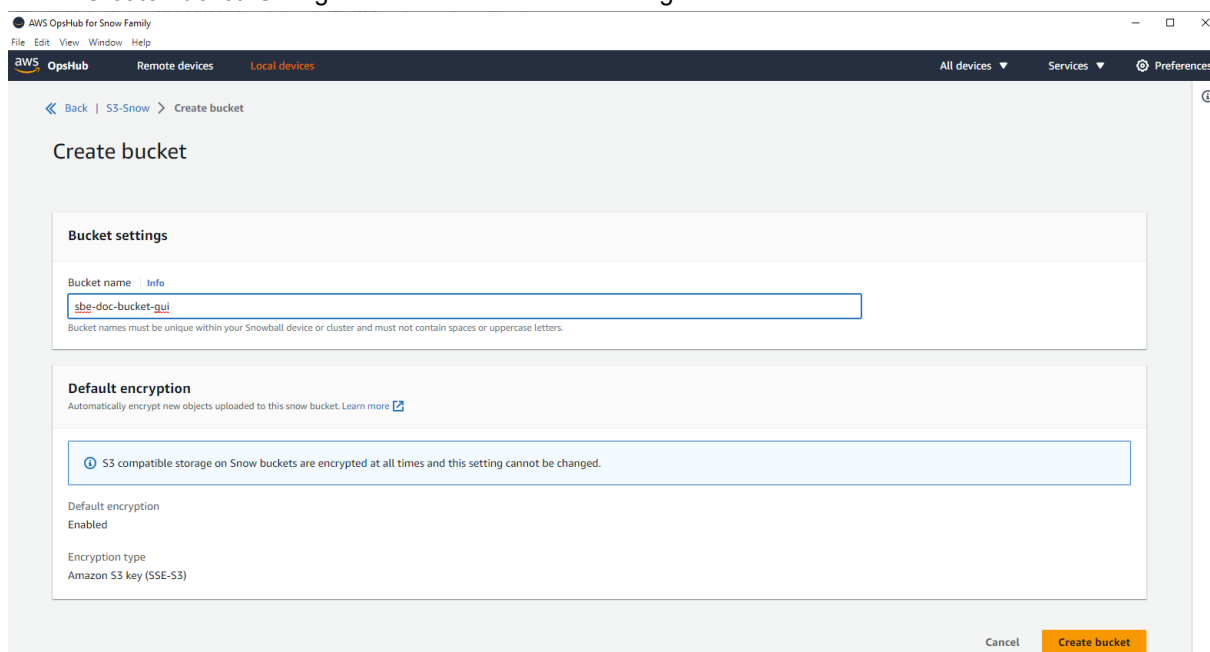 AWS OpsHub for Snow Family
File Edit View Window Help
aws OpsHub Remote devices Local devices All devices ▼ Services ▼ Preferences
Back | S3-Snow > Create bucket
Create bucket
Bucket settings
Bucket name Info
sbe-doc-bucket-gui
Bucket names must be unique within your Snowball device or cluster and must not contain spaces or uppercase letters.
Default encryption
Automatically encrypt new objects uploaded to this snow bucket. Learn more
S3 compatible storage on Snow buckets are encrypted at all times and this setting cannot be changed.
Default encryption
Enabled
Encryption type
Amazon S3 key (SSE-S3)
Cancel Create bucket